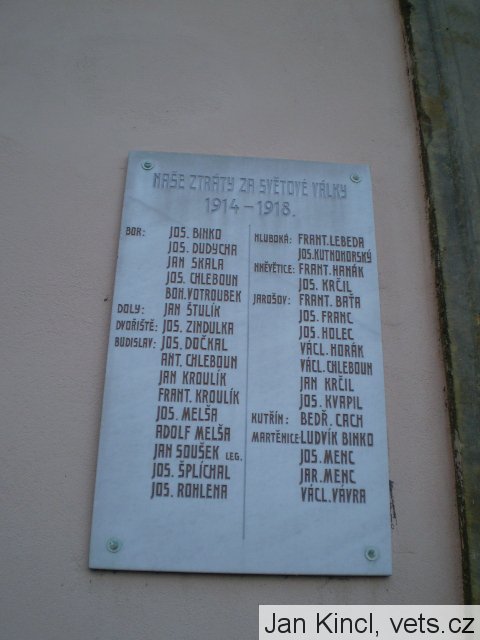 NAŠE ZTRÁTY ZA SVĚTOVÉ VÁLKY
1914 – 1918.
BOR: JOS. BINKO
JOS. DUDYCHA
JAN SKALA
JOS. CHLEBOUN
BOH. VOTROUBEK
DOLY: JAN ŠTULÍK
DVOŘIŠTĚ: JOS. ZINDULKA
BUDISLAV: JOS. DOČKAL
ANT. CHLEBOUN
JAN KROULÍK
FRANT. KROULÍK
JOS. MELŠA
ADOLF MELŠA
JAN SOUŠEK LEG.
JOS. ŠPLÍCHAL
JOS. ROHLENA
HLUBOKÁ: FRANT. LEBEDA
JOS. KUTNOHORSKÝ
HNĚVĚTICE: FRANT. HANÁK
JOS. KRČIL
JAROŠOV: FRANT. BAŤA
JOS. FRANC
JOS. HOLEC
VÁCL. HORÁK
VÁCL. CHLEBOUN
JAN KRČIL
JOS. KVAPIL
KUTŘÍN: BEDŘ. CACH
MARTĚNICE: LUDVÍK BINKO
JOS. MENC
JAR. MENC
VÁCL. VÁVRA
Jan Kincl, vets.cz